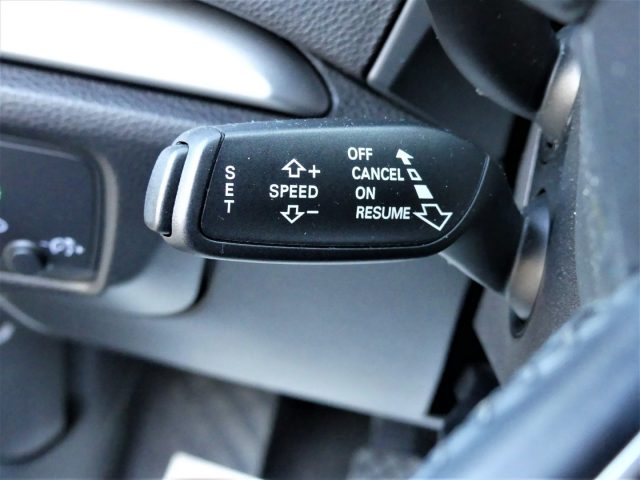 SET
+
SPEED
−
OFF
CANCEL
ON
RESUME